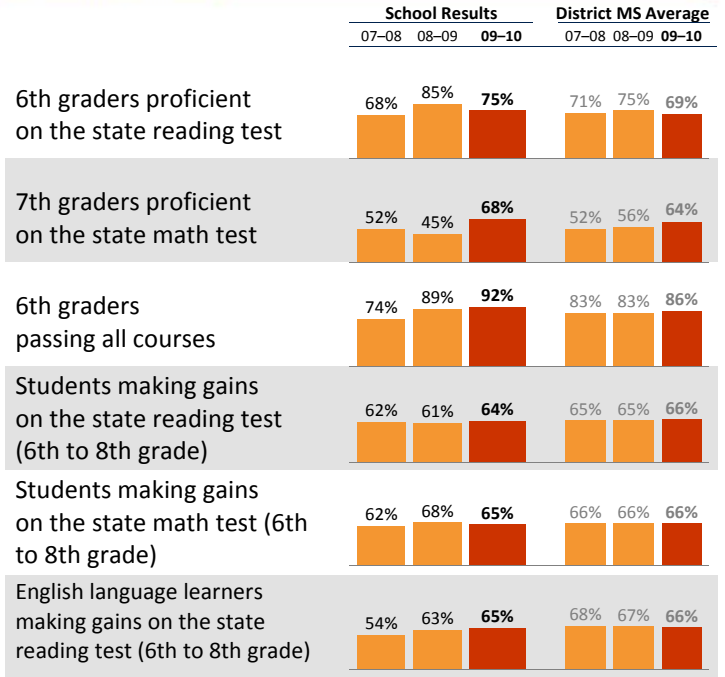 School Results District MS Average
07–08 08–09 09–10 07–08 08–09 09–10
6th graders proficient
on the state reading test
68% 85% 75% 71% 75% 69%
7th graders proficient
on the state math test
52% 45% 68% 52% 56% 64%
6th graders
passing all courses
74% 89% 92% 83% 83% 86%
Students making gains
on the state reading test
(6th to 8th grade)
62% 61% 64% 65% 65% 66%
Students making gains
on the state math test (6th
to 8th grade)
62% 68% 65% 66% 66% 66%
English language learners
making gains on the state
reading test (6th to 8th grade)
54% 63% 65% 68% 67% 66%